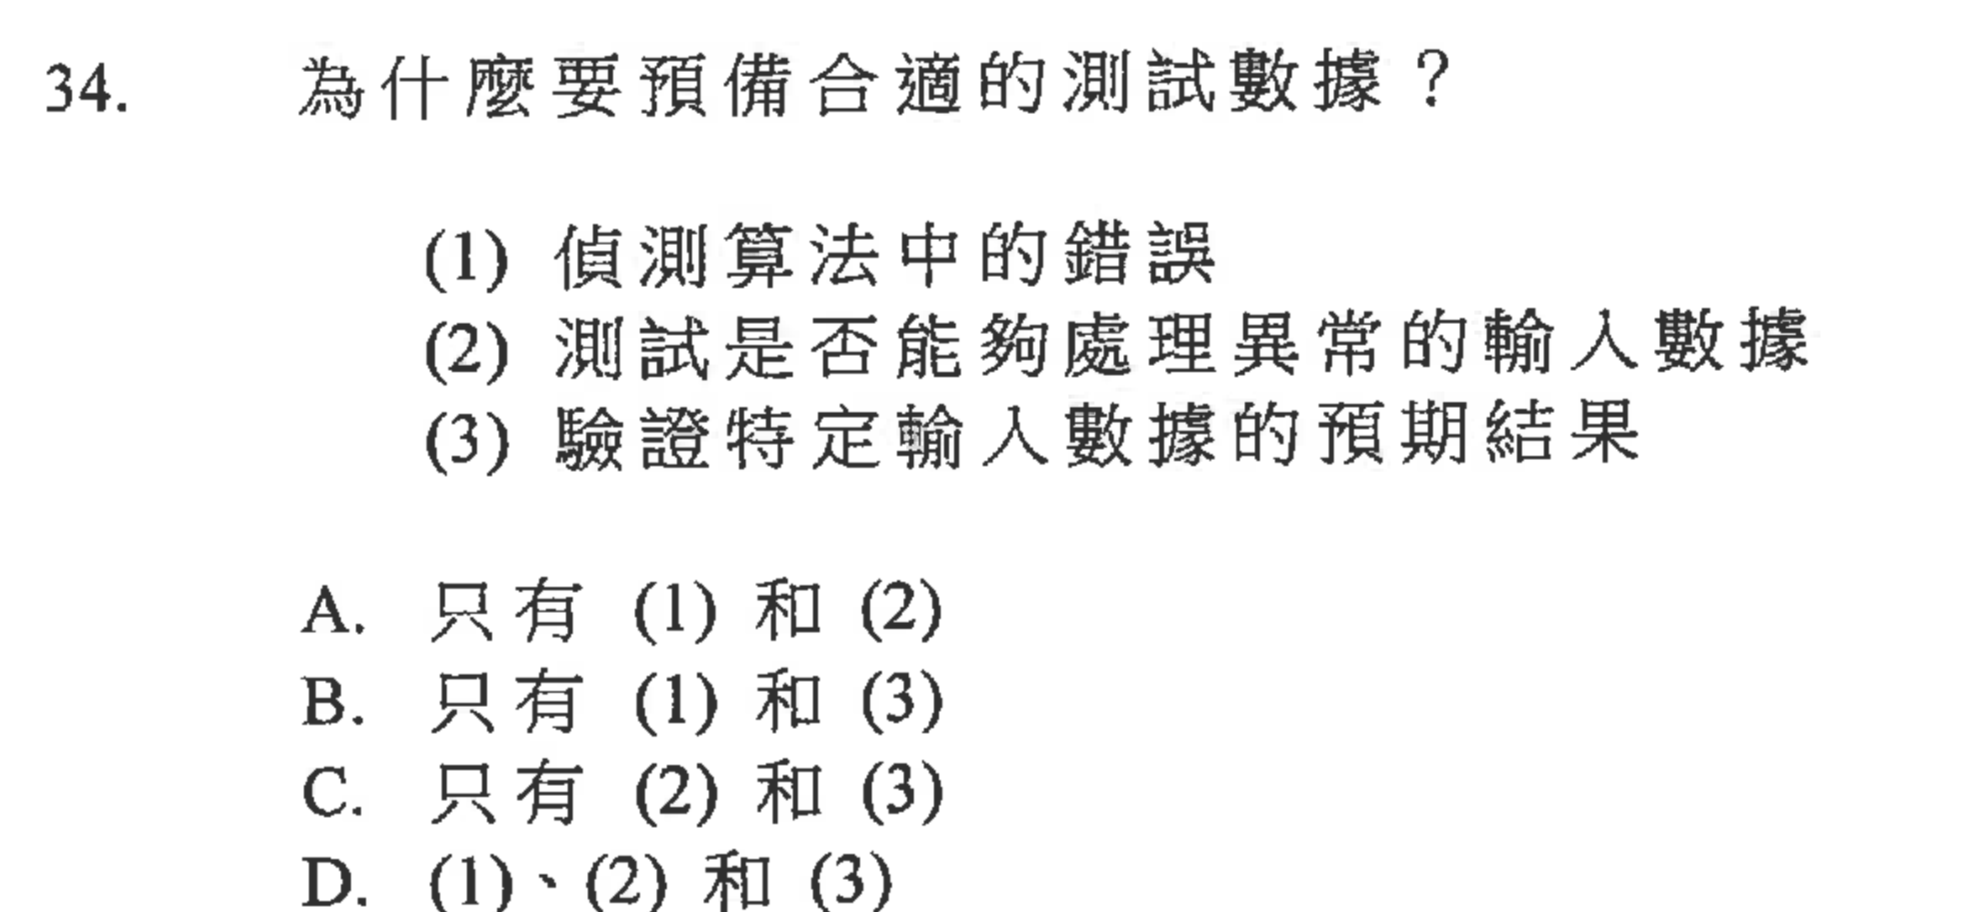 34. 為什麼要預備合適的測試數據？
(1) 偵測算法中的錯誤
(2) 測試是否能夠處理異常的輸入數據
(3) 驗證特定輸入數據的預期結果
A. 只有 (1) 和 (2)
B. 只有 (1) 和 (3)
C. 只有 (2) 和 (3)
D. (1)、(2) 和 (3)